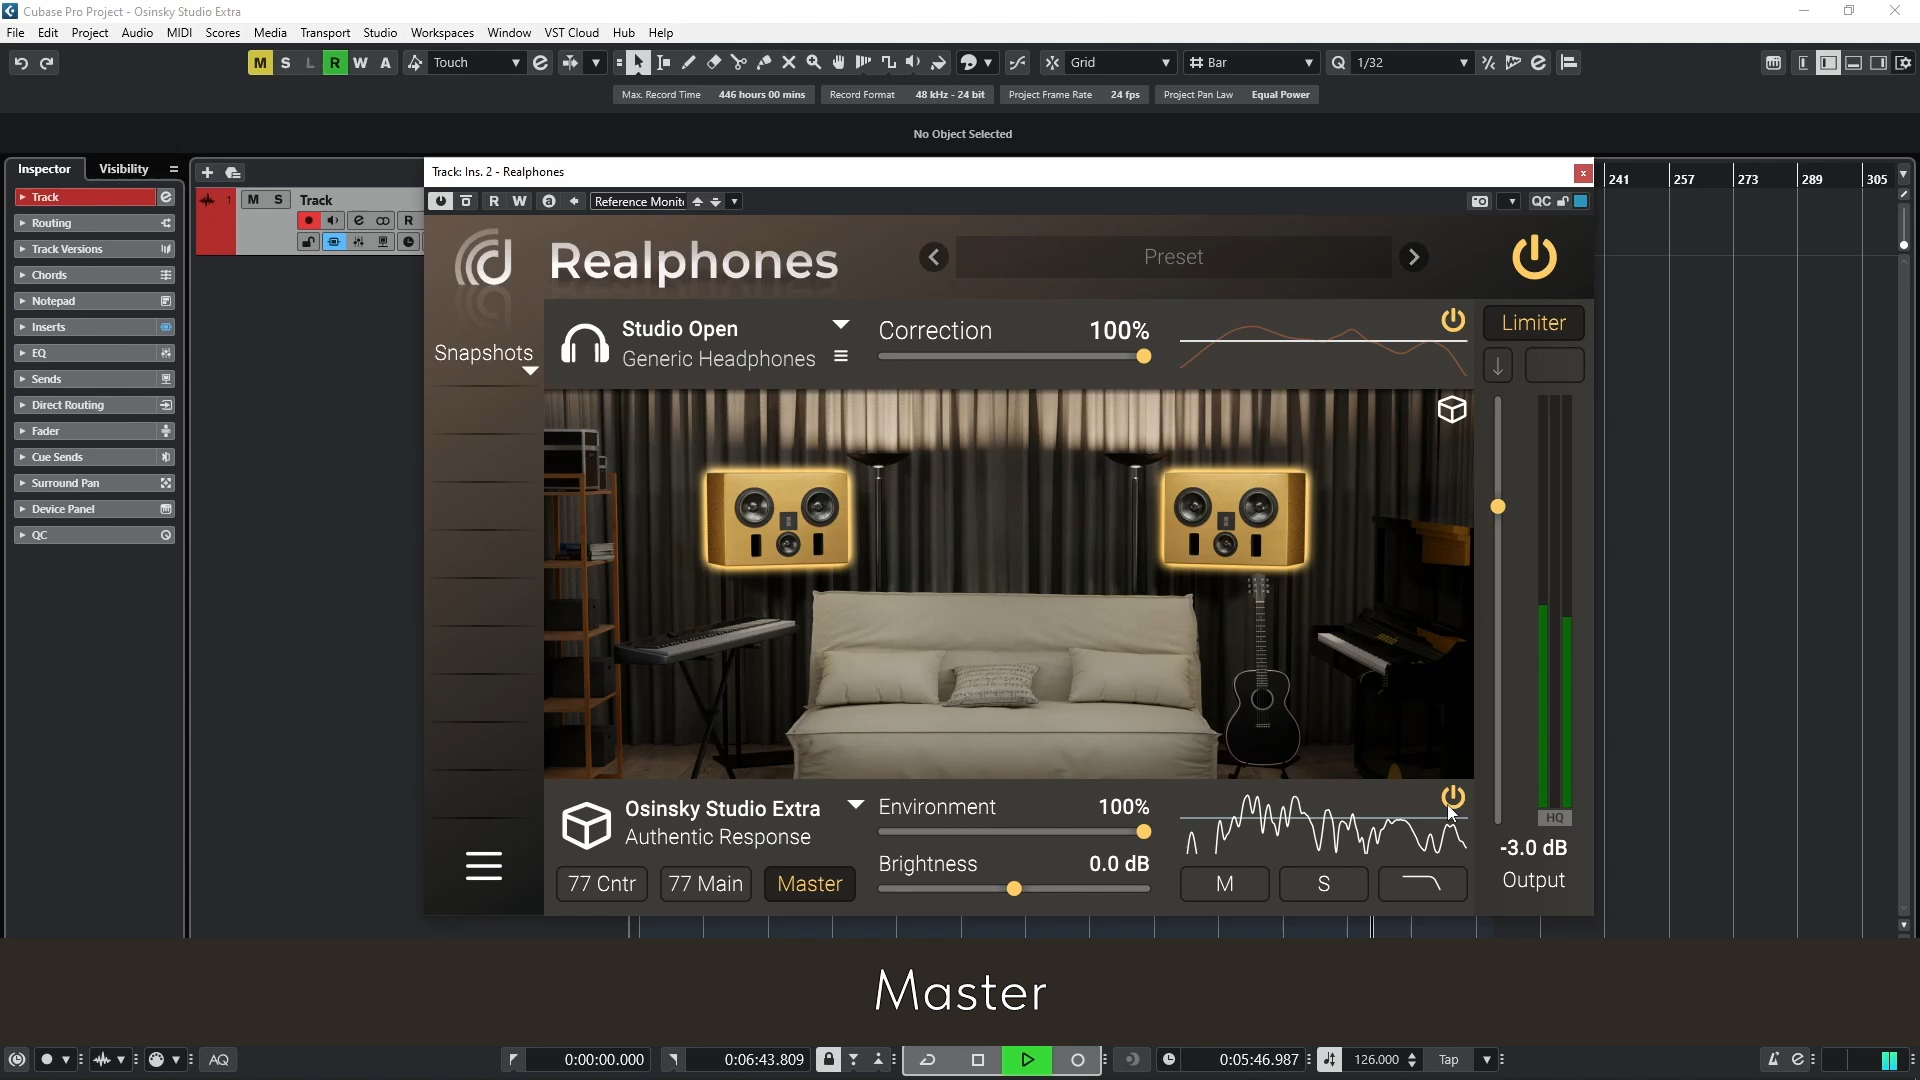 Cubase Pro Project - Osinsky Studio Extra
File Edit Project Audio MIDI Scores Media Transport Studio Workspaces Window VST Cloud Hub Help
M S L R W A Touch Grid Bar Q 1/32
Max. Record Time 446 hours 00 mins Record Format 48 kHz - 24 bit Project Frame Rate 24 fps Project Pan Law Equal Power
No Object Selected
Inspector Visibility
Track
Routing
Track Versions
Chords
Notepad
Inserts
EQ
Sends
Direct Routing
Fader
Cue Sends
Surround Pan
Device Panel
QC
1 M S Track
R
Track: Ins. 2 - Realphones
R W a Reference Monit QC
241 257 273 289 305
Realphones
Preset
Snapshots
Studio Open
Generic Headphones
Correction 100%
Limiter
Osinsky Studio Extra
Authentic Response
Environment 100%
Brightness 0.0 dB
77 Cntr 77 Main Master
M S
HQ
-3.0 dB
Output
Master
AQ 0:00:00.000 0:06:43.809 0:05:46.987 126.000 Tap